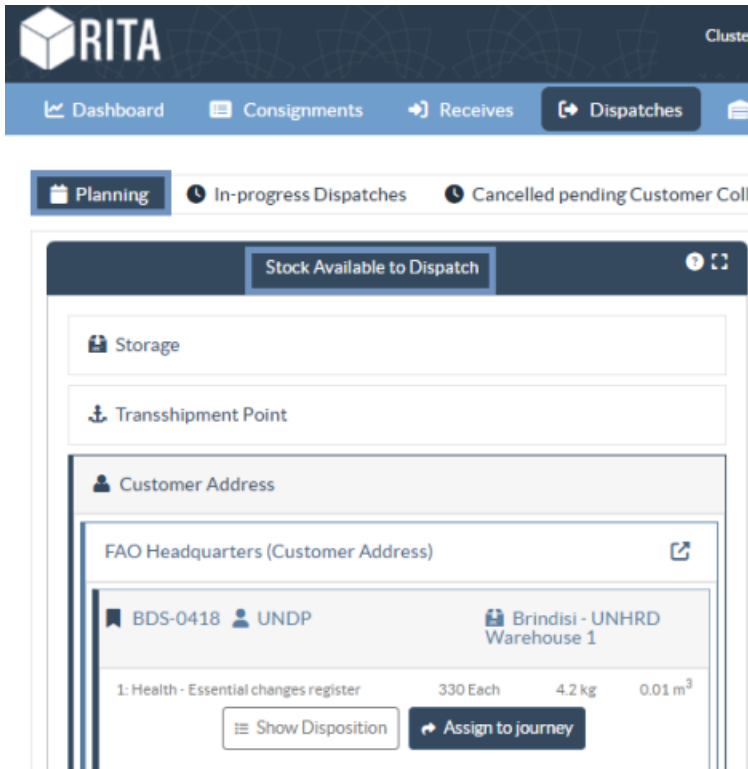 RITA
Cluste
Dashboard Consignments Receives Dispatches
Planning In-progress Dispatches Cancelled pending Customer Coll
Stock Available to Dispatch
Storage
Transshipment Point
Customer Address
FAO Headquarters (Customer Address)
BDS-0418 UNDP Brindisi - UNHRD
Warehouse 1
1: Health - Essential changes register 330 Each 4.2 kg 0.01 m³
Show Disposition Assign to journey